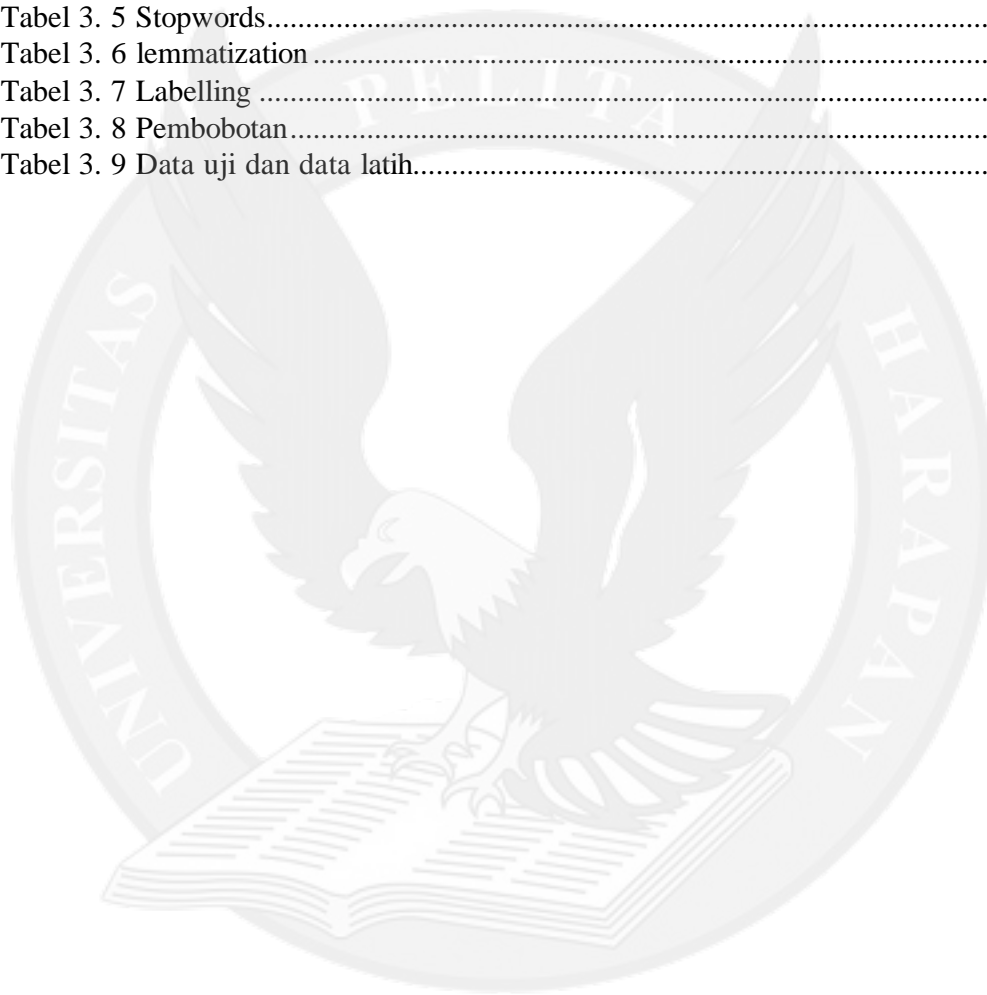 Tabel 3. 5 Stopwords..............................................................................................................
Tabel 3. 6 lemmatization .......................................................................................................
Tabel 3. 7 Labelling ..............................................................................................................
Tabel 3. 8 Pembobotan..........................................................................................................
Tabel 3. 9 Data uji dan data latih...........................................................................................
UNIVERSITAS PELITA HARAPAN